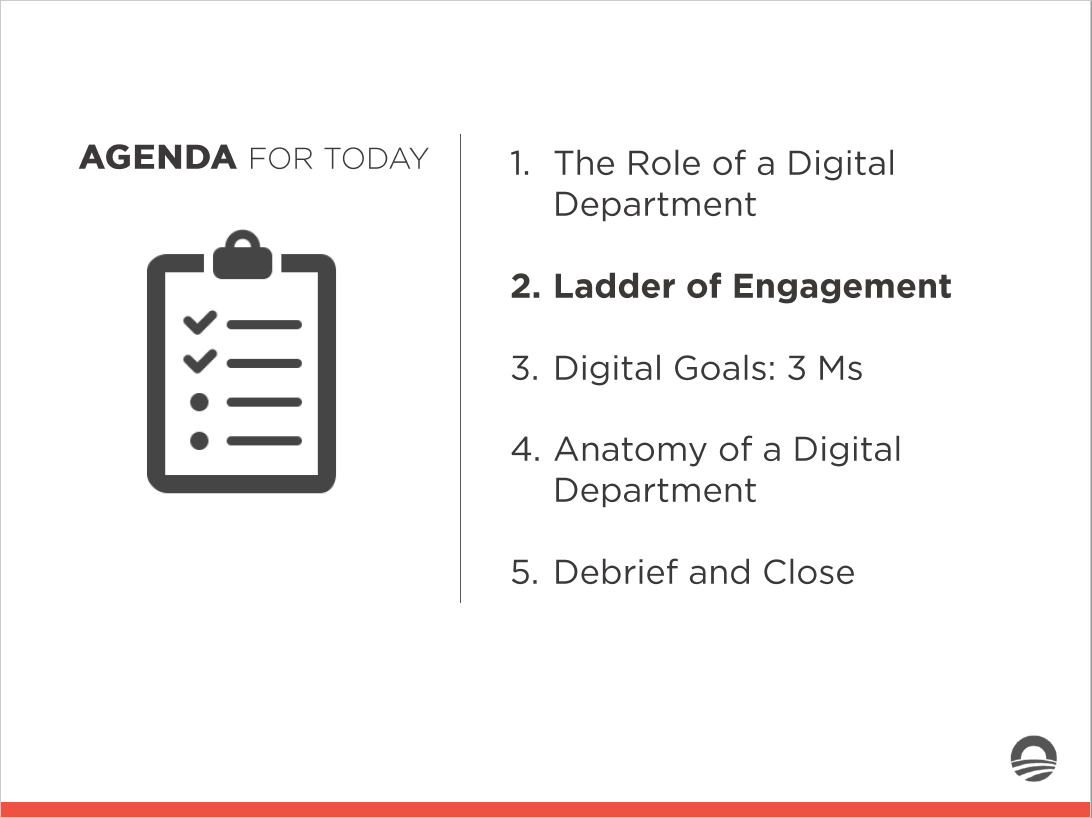 AGENDA FOR TODAY
1. The Role of a Digital
Department
2. Ladder of Engagement
3. Digital Goals: 3 Ms
4. Anatomy of a Digital
Department
5. Debrief and Close